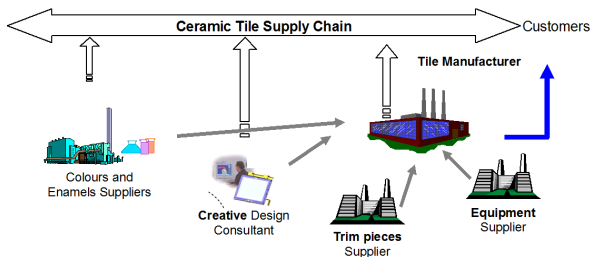 Ceramic Tile Supply Chain
Customers
Tile Manufacturer
Colours and
Enamels Suppliers
Creative Design
Consultant
Trim pieces
Supplier
Equipment
Supplier